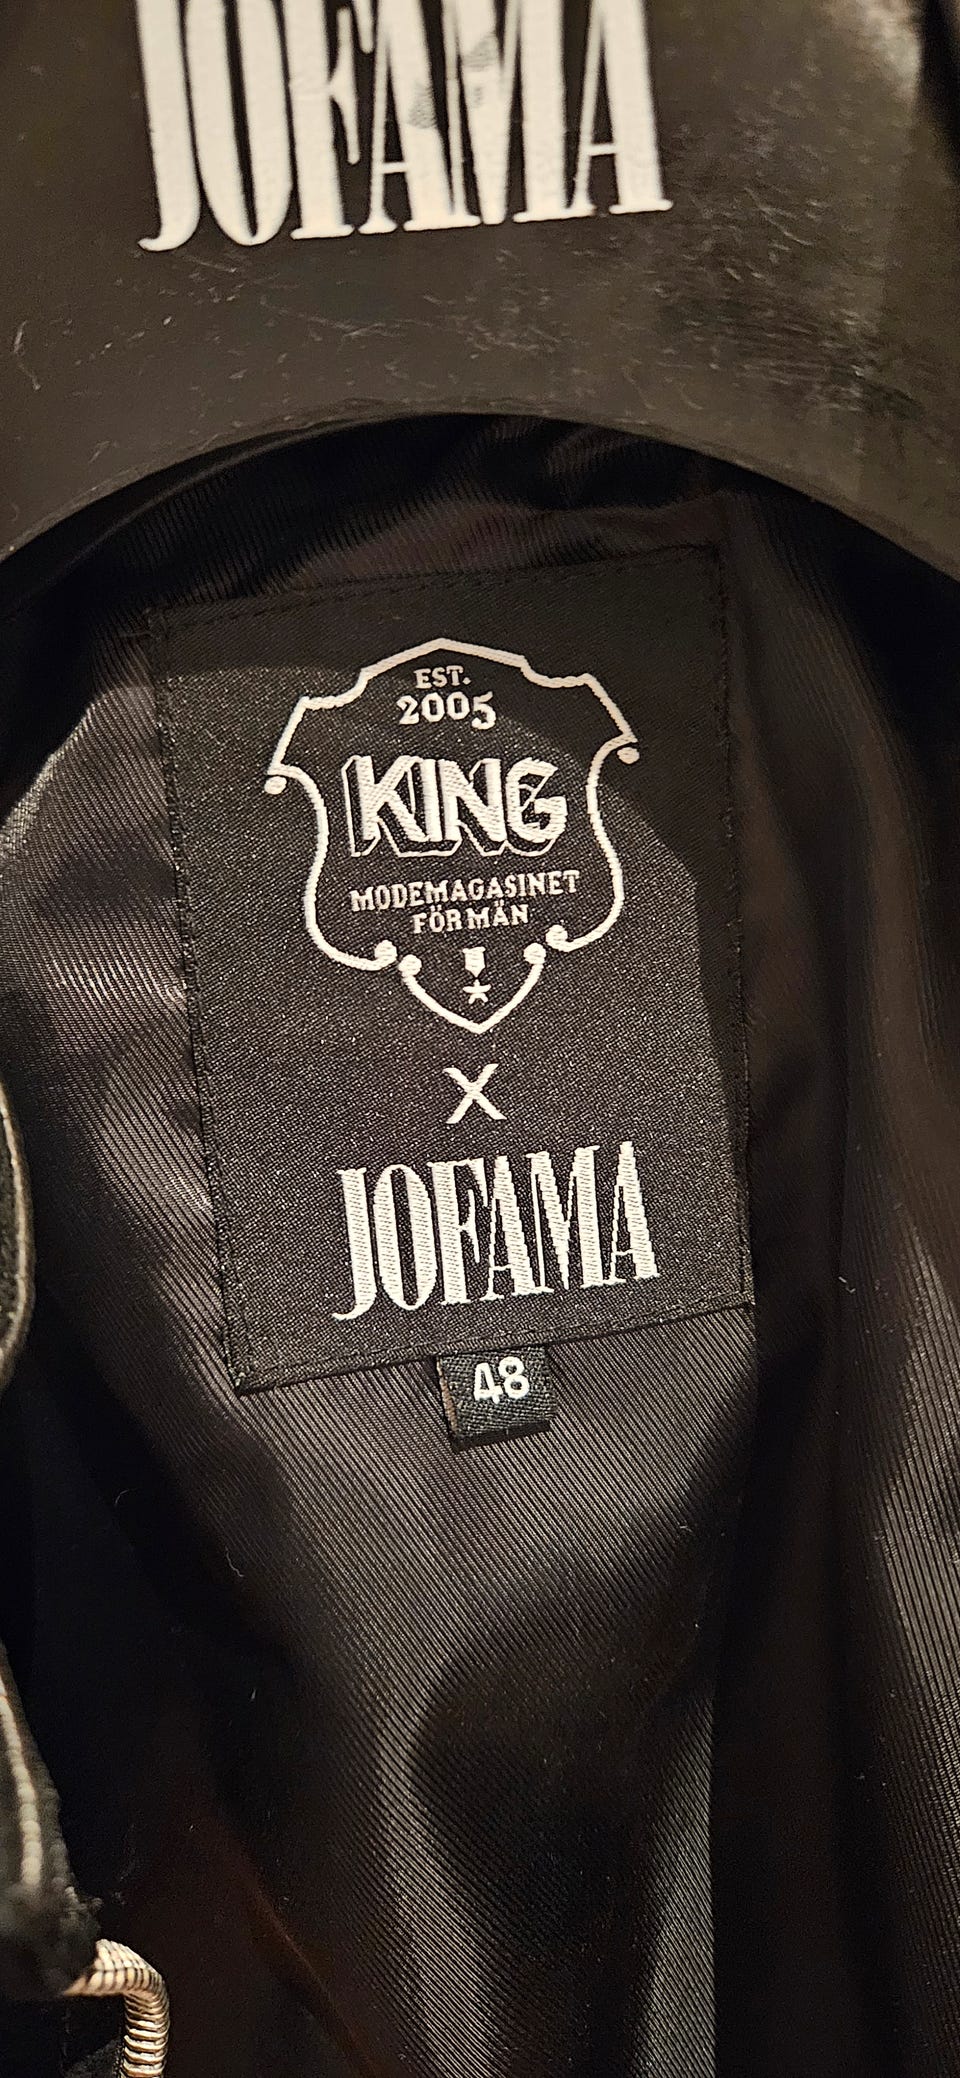 JOFAMA
EST.
2005
KING
MODEMAGASINET
FÖR MÄN
X
JOFAMA
48